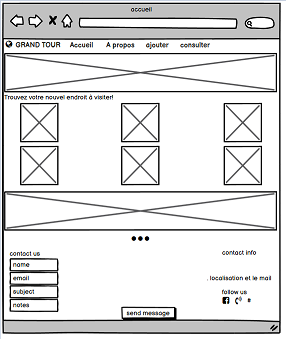 accueil
GRAND TOUR Accueil A propos ajouter consulter
Trouvez votre nouvel endroit à visiter!
contact us
contact info
name
email
. localisation et le mail
subject
follow us
notes
send message